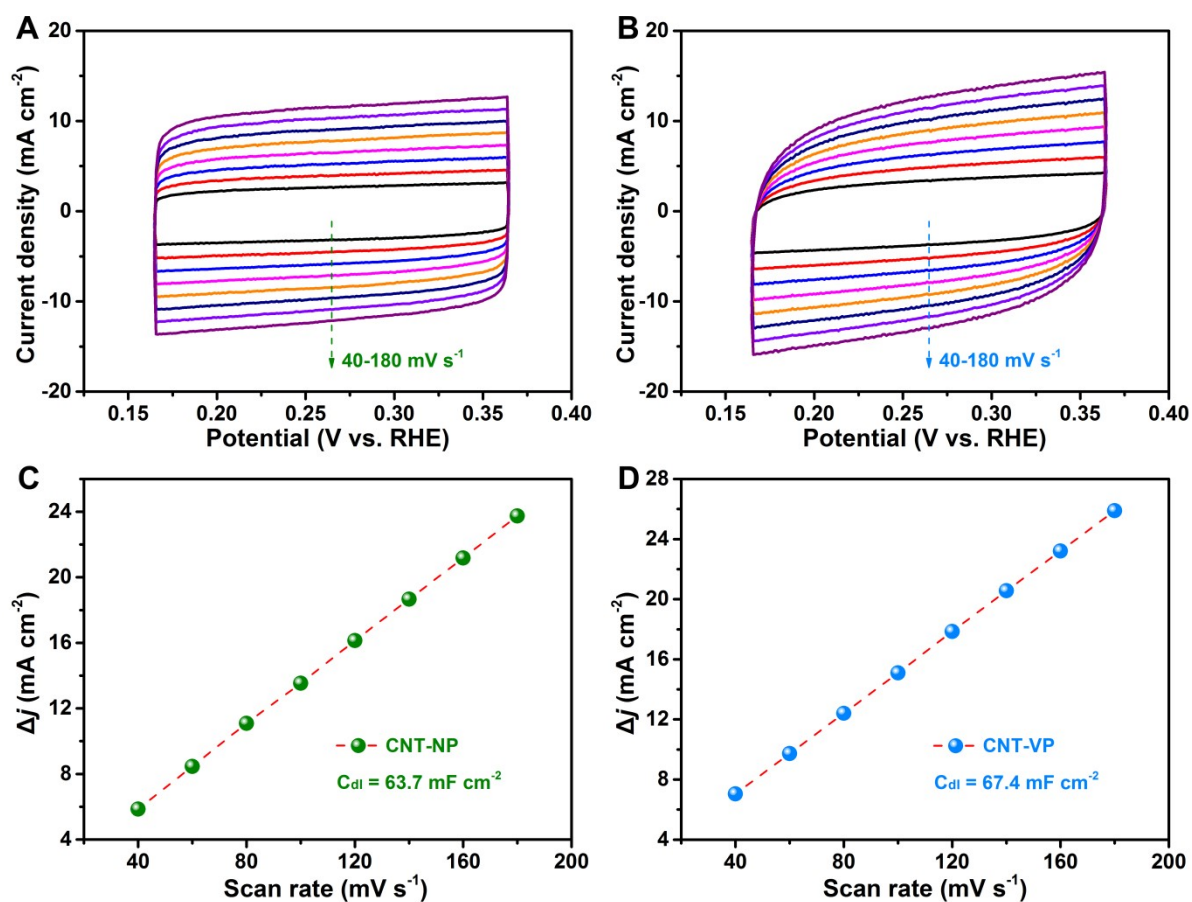 A
20
10
0
-10
-20
Current density (mA cm⁻²)
0.15 0.20 0.25 0.30 0.35 0.40
Potential (V vs. RHE)
40-180 mV s⁻¹
B
20
10
0
-10
-20
Current density (mA cm⁻²)
0.15 0.20 0.25 0.30 0.35 0.40
Potential (V vs. RHE)
40-180 mV s⁻¹
C
24
20
16
12
8
4
Δj (mA cm⁻²)
CNT-NP
Cdl = 63.7 mF cm⁻²
40 80 120 160 200
Scan rate (mV s⁻¹)
D
28
24
20
16
12
8
4
Δj (mA cm⁻²)
CNT-VP
Cdl = 67.4 mF cm⁻²
40 80 120 160 200
Scan rate (mV s⁻¹)